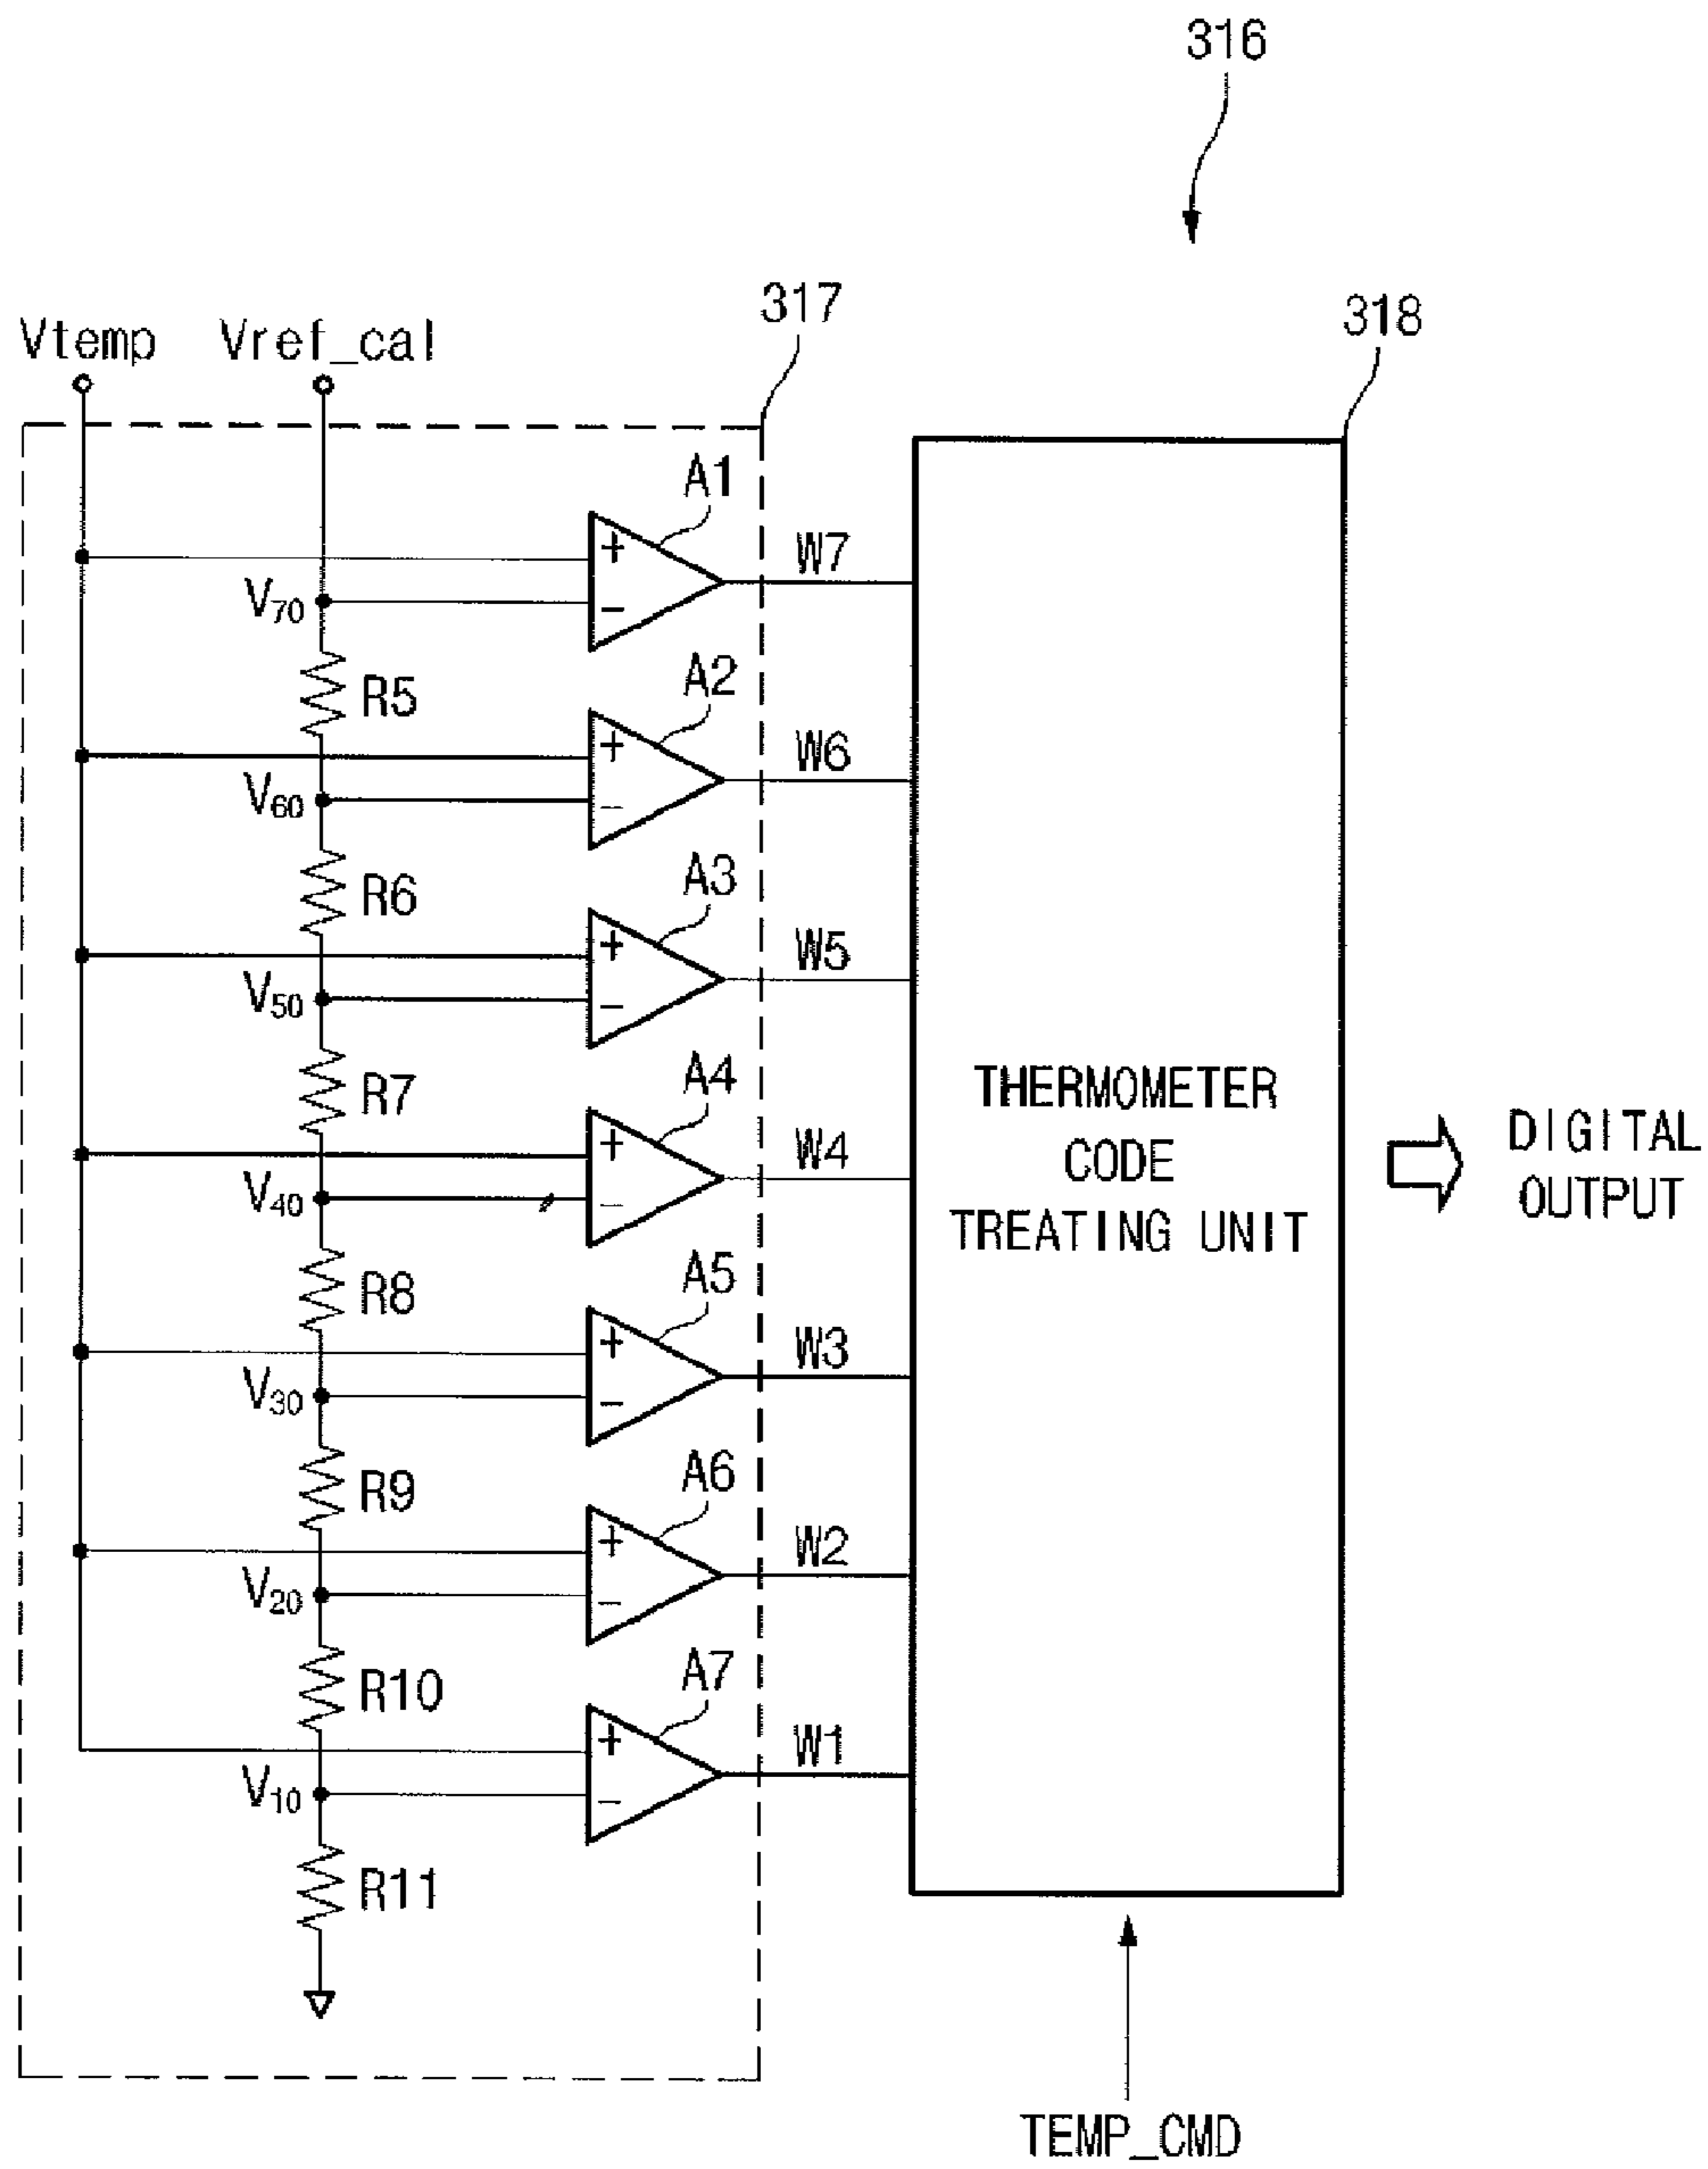 316
317
318
Vtemp
Vref_cal
A1
+
−
W7
V70
R5
A2
+
−
W6
V60
R6
A3
+
−
W5
V50
R7
A4
+
−
W4
V40
R8
A5
+
−
W3
V30
R9
A6
+
−
W2
V20
R10
A7
+
−
W1
V10
R11
THERMOMETER
CODE
TREATING UNIT
DIGITAL
OUTPUT
TEMP_CMD